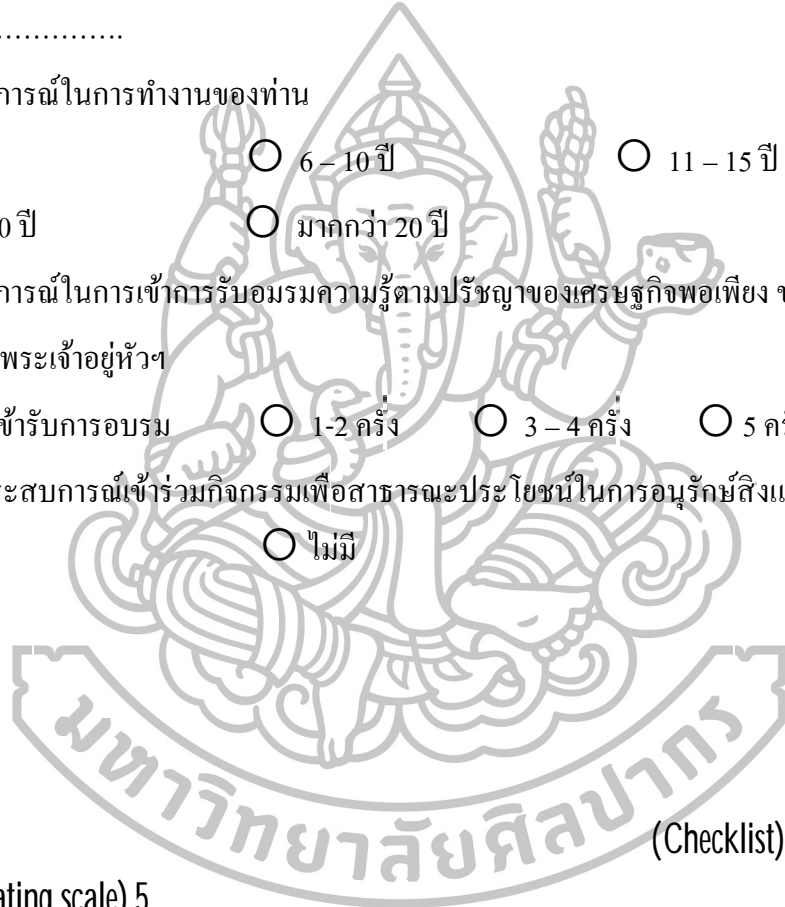 …………….
การณ์ในการทำงานของท่าน
6 – 10 ปี 11 – 15 ปี
0 ปี มากกว่า 20 ปี
การณ์ในการเข้าการรับอมรมความรู้ตามปรัชญาของเศรษฐกิจพอเพียง ข
พระเจ้าอยู่หัวฯ
ข้ารับการอบรม 1-2 ครั้ง 3 – 4 ครั้ง 5 ครั
ระสบการณ์เข้าร่วมกิจกรรมเพื่อสาธารณะประโยชน์ในการอนุรักษ์สิ่งแ
ไม่มี
มหาวิทยาลัยศิลปากร
(Checklist)
ating scale) 5